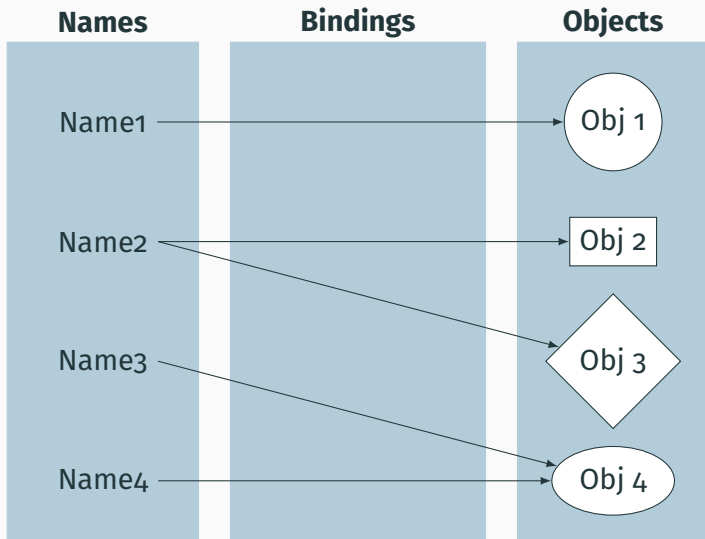 Names Bindings Objects
Name1 Obj 1
Name2 Obj 2
Name3 Obj 3
Name4 Obj 4